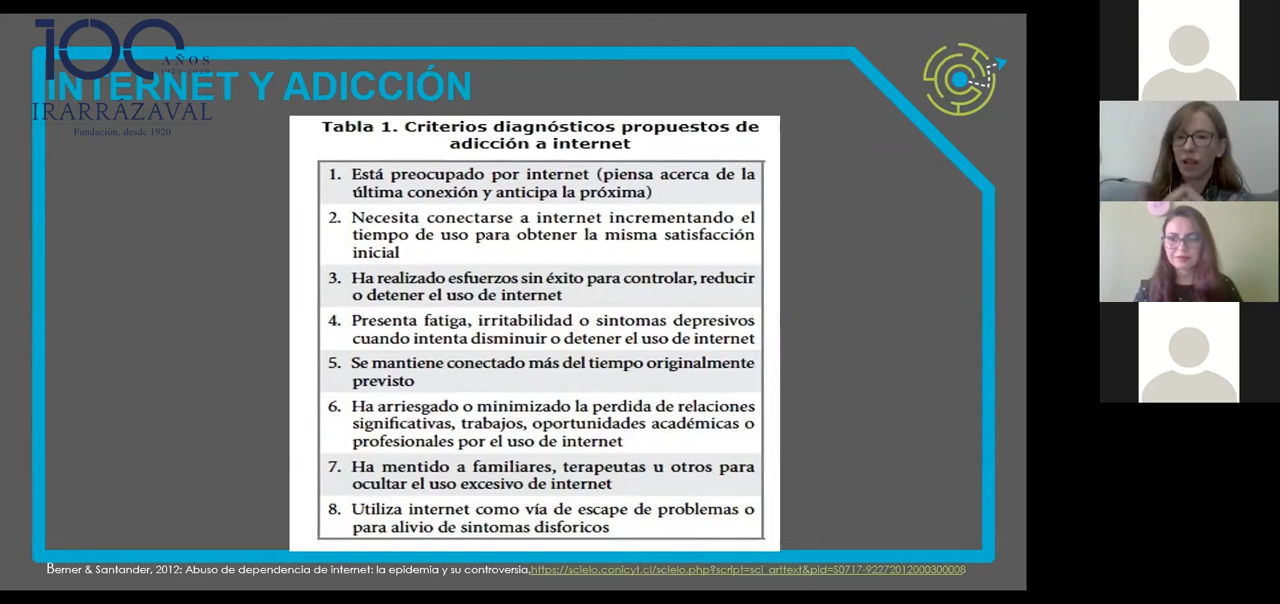 100
AÑOS
1920-2020
INTERNET Y ADICCIÓN
IRARRÁZAVAL
Fundación, desde 1920
Tabla 1. Criterios diagnósticos propuestos de
adicción a internet
1. Está preocupado por internet (piensa acerca de la
última conexión y anticipa la próxima)
2. Necesita conectarse a internet incrementando el
tiempo de uso para obtener la misma satisfacción
inicial
3. Ha realizado esfuerzos sin éxito para controlar, reducir
o detener el uso de internet
4. Presenta fatiga, irritabilidad o sintomas depresivos
cuando intenta disminuir o detener el uso de internet
5. Se mantiene conectado más del tiempo originalmente
previsto
6. Ha arriesgado o minimizado la perdida de relaciones
significativas, trabajos, oportunidades académicas o
profesionales por el uso de internet
7. Ha mentido a familiares, terapeutas u otros para
ocultar el uso excesivo de internet
8. Utiliza internet como vía de escape de problemas o
para alivio de sintomas disforicos
Berner & Santander, 2012: Abuso de dependencia de internet: la epidemia y su controversia.https://scielo.conicyt.cl/scielo.php?script=sci_arttext&pid=S0717-92272012000300008